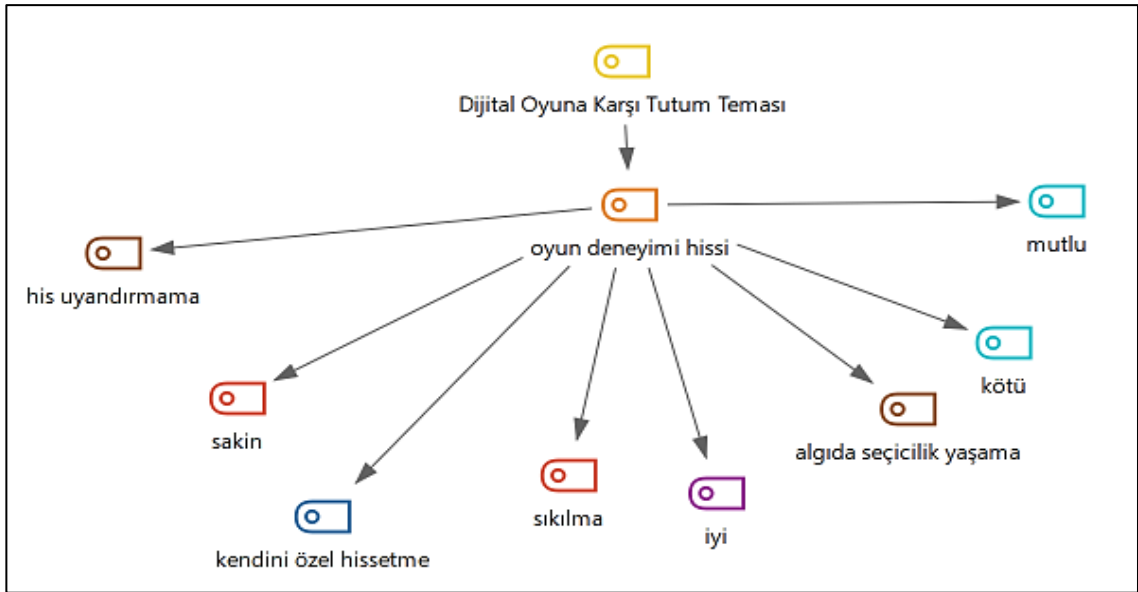 Dijital Oyuna Karşı Tutum Teması
oyun deneyimi hissi
mutlu
his uyandırmama
kötü
sakin
algıda seçicilik yaşama
sıkılma
iyi
kendini özel hissetme